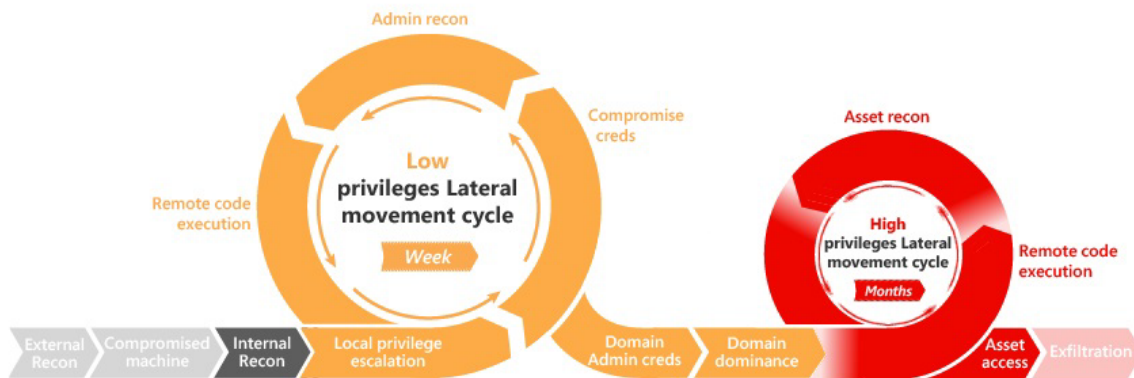 Admin recon
Compromise
creds
Low
privileges Lateral
movement cycle
Week
Remote code
execution
Asset recon
High
privileges Lateral
movement cycle
Months
Remote code
execution
External
Recon
Compromised
machine
Internal
Recon
Local privilege
escalation
Domain
Admin creds
Domain
dominance
Asset
access
Exfiltration